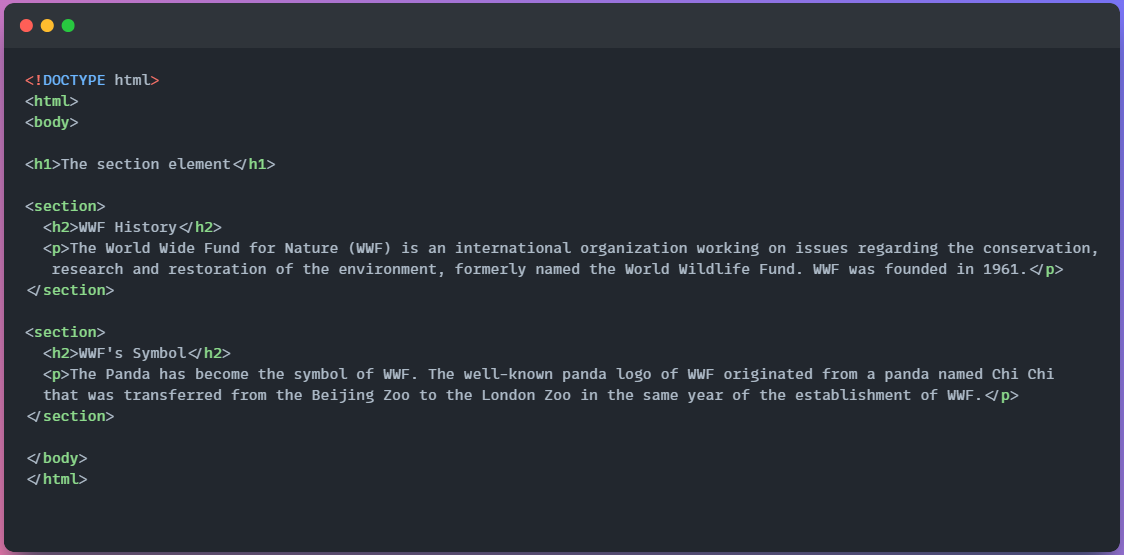 <!DOCTYPE html>
<html>
<body>
<h1>The section element</h1>
<section>
<h2>WWF History</h2>
<p>The World Wide Fund for Nature (WWF) is an international organization working on issues regarding the conservation,
research and restoration of the environment, formerly named the World Wildlife Fund. WWF was founded in 1961.</p>
</section>
<section>
<h2>WWF's Symbol</h2>
<p>The Panda has become the symbol of WWF. The well-known panda logo of WWF originated from a panda named Chi Chi
that was transferred from the Beijing Zoo to the London Zoo in the same year of the establishment of WWF.</p>
</section>
</body>
</html>